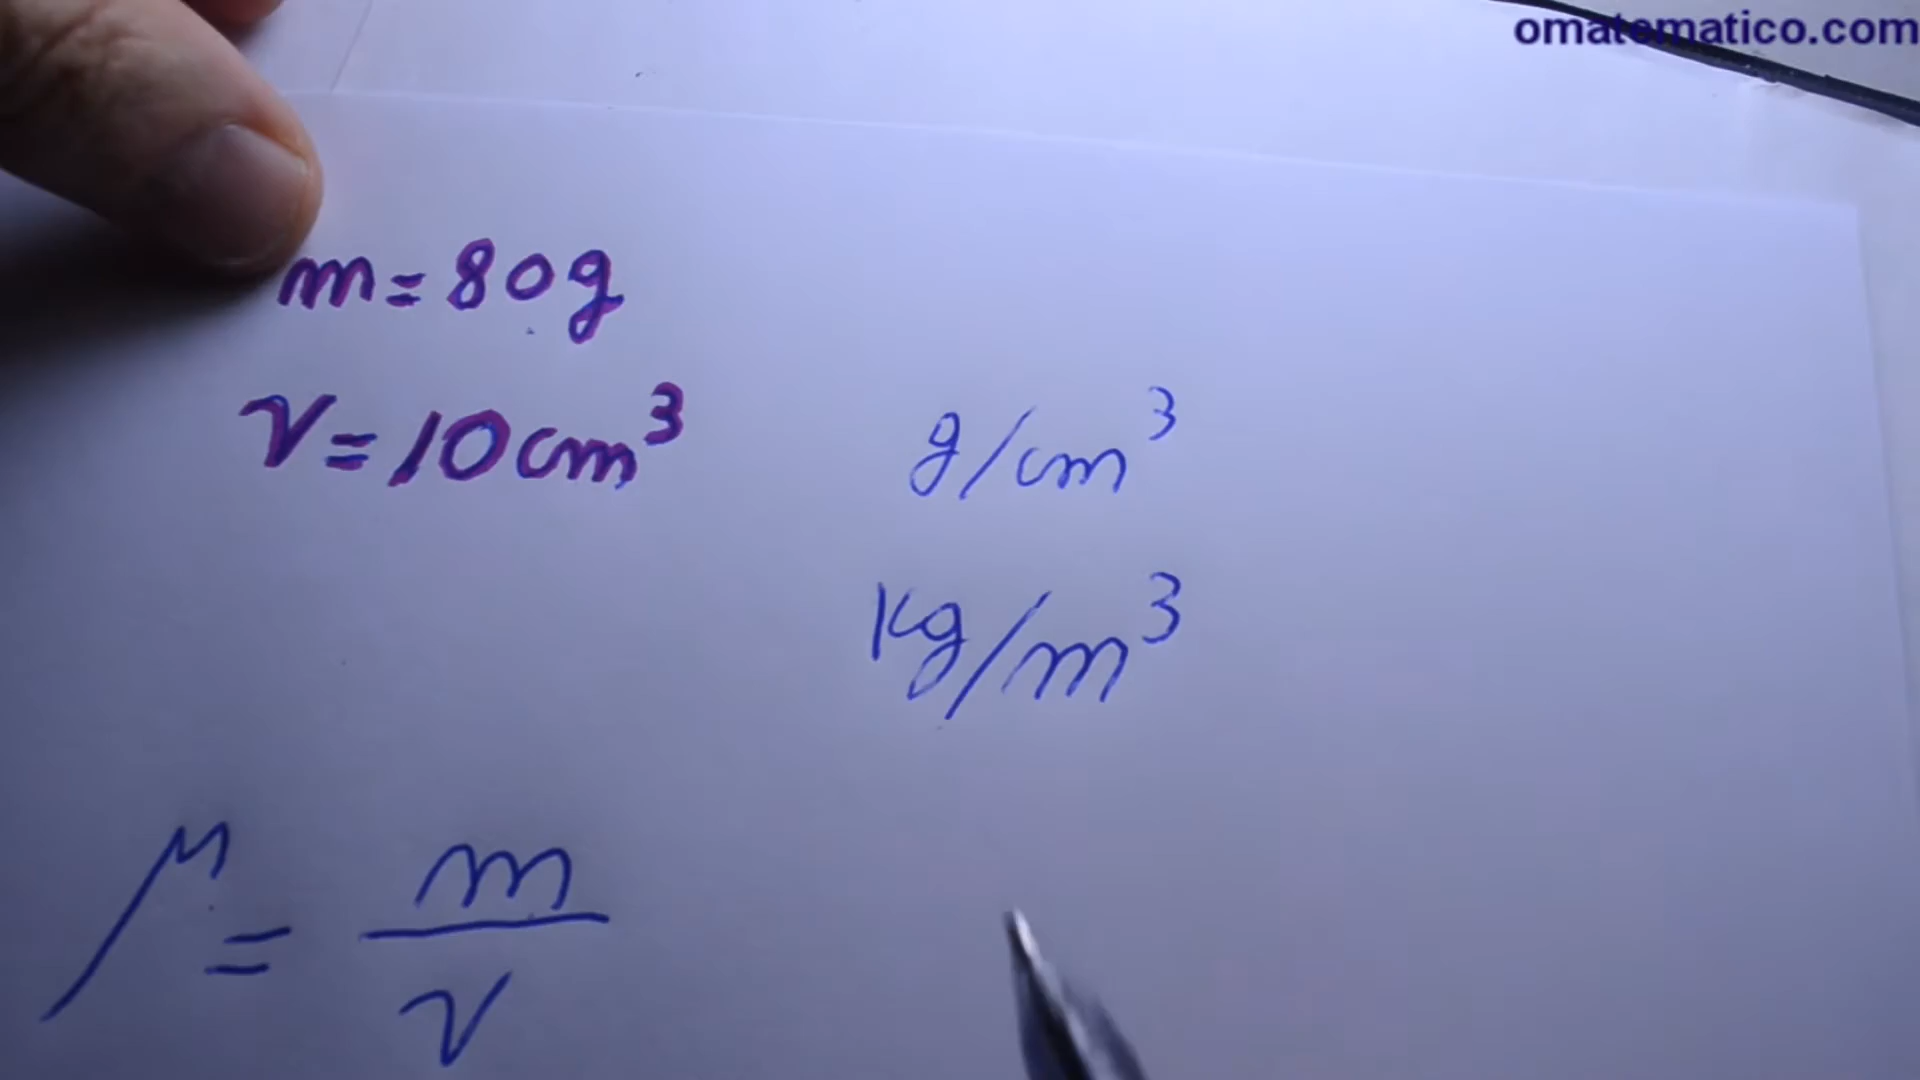 omatematico.com
m = 80g
V = 10cm³
g/cm³
Kg/m³
μ = m/V